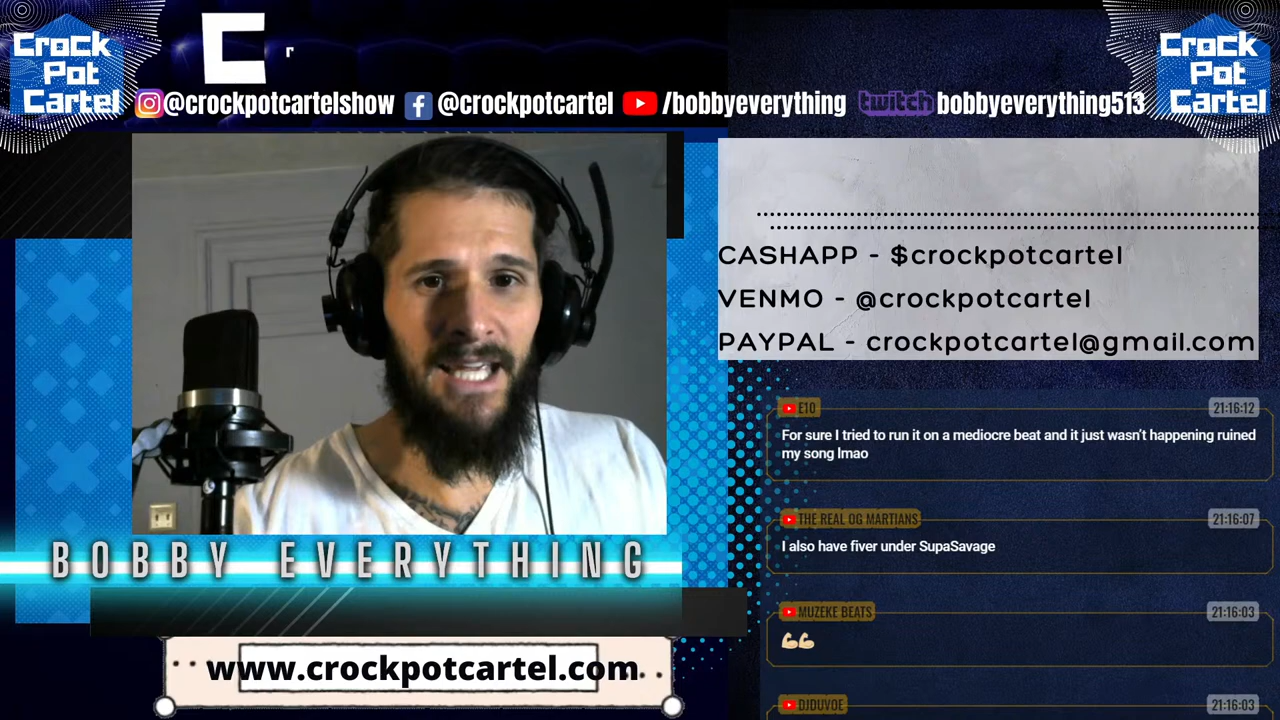 Crock
Pot
Cartel
C r
@crockpotcartelshow @crockpotcartel /bobbyeverything twitch bobbyeverything513
Crock
Pot
Cartel
CASHAPP - $crockpotcartel
VENMO - @crockpotcartel
PAYPAL - crockpotcartel@gmail.com
E10 21:16:12
For sure I tried to run it on a mediocre beat and it just wasn't happening ruined
my song lmao
THE REAL OG MARTIANS 21:16:07
I also have fiver under SupaSavage
MUZEKE BEATS 21:16:03
💪💪
DJDUVOE 21:16:03
BOBBY EVERYTHING
www.crockpotcartel.com